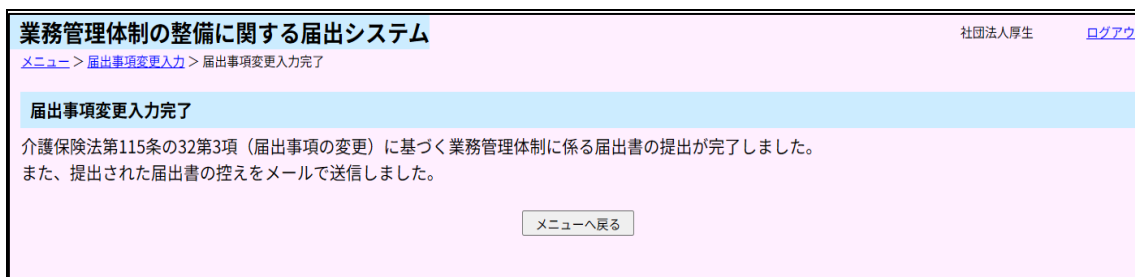 業務管理体制の整備に関する届出システム
社団法人厚生 ログアウ
メニュー > 届出事項変更入力 > 届出事項変更入力完了
届出事項変更入力完了
介護保険法第115条の32第3項（届出事項の変更）に基づく業務管理体制に係る届出書の提出が完了しました。
また、提出された届出書の控えをメールで送信しました。
メニューへ戻る